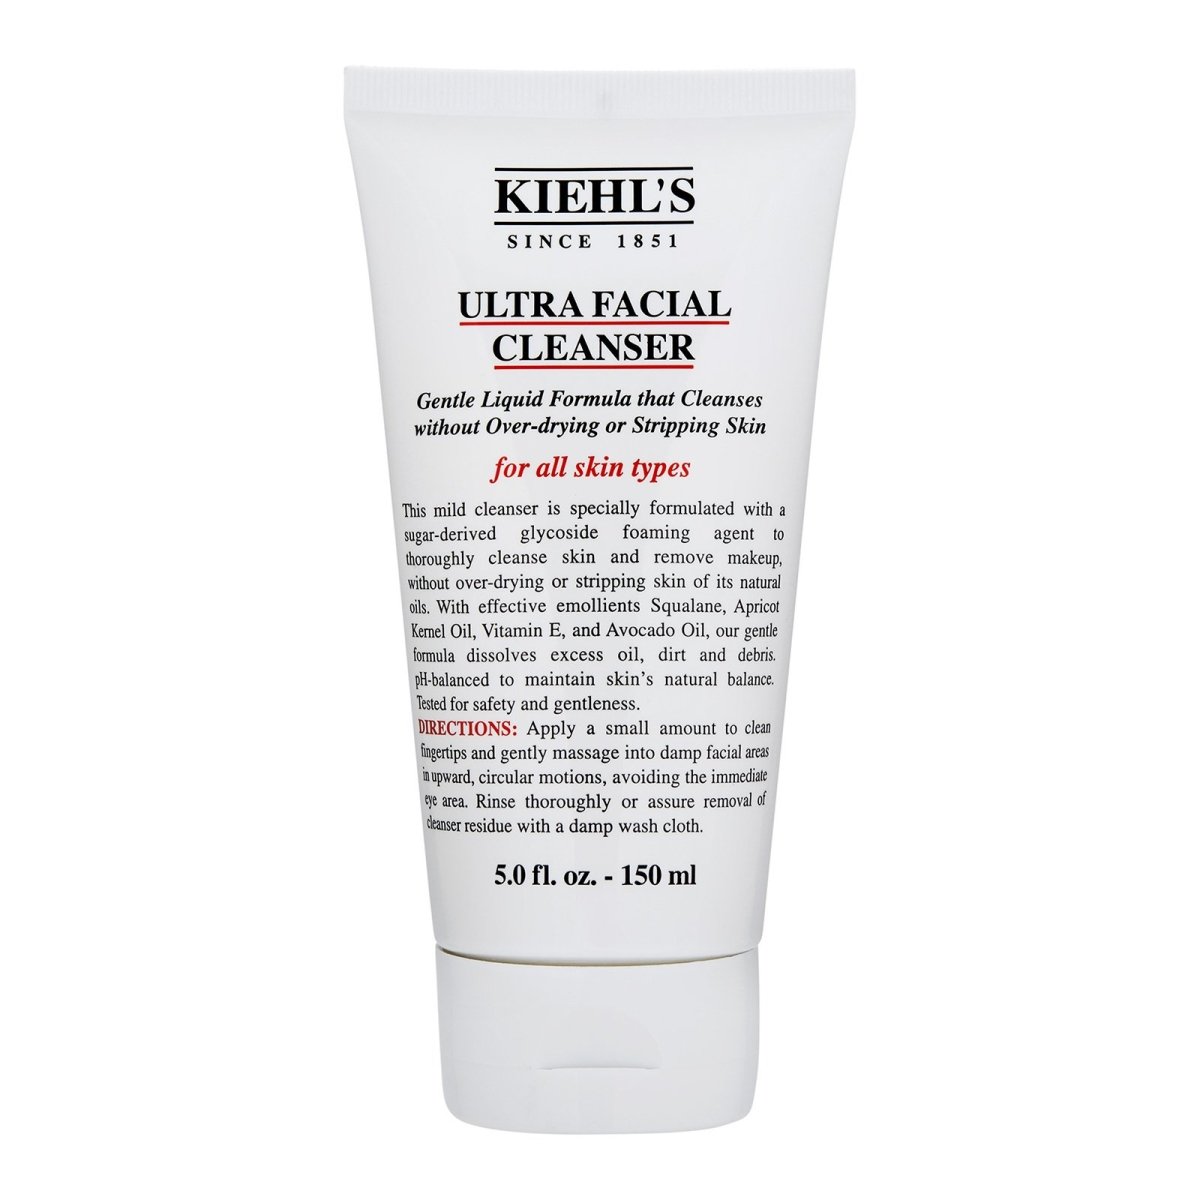 KIEHL'S
SINCE 1851
ULTRA FACIAL
CLEANSER
Gentle Liquid Formula that Cleanses
without Over-drying or Stripping Skin
for all skin types
This mild cleanser is specially formulated with a
sugar-derived glycoside foaming agent to
thoroughly cleanse skin and remove makeup,
without over-drying or stripping skin of its natural
oils. With effective emollients Squalane, Apricot
Kernel Oil, Vitamin E, and Avocado Oil, our gentle
formula dissolves excess oil, dirt and debris.
pH-balanced to maintain skin's natural balance.
Tested for safety and gentleness.
DIRECTIONS: Apply a small amount to clean
fingertips and gently massage into damp facial areas
in upward, circular motions, avoiding the immediate
eye area. Rinse thoroughly or assure removal of
cleanser residue with a damp wash cloth.
5.0 fl. oz. - 150 ml